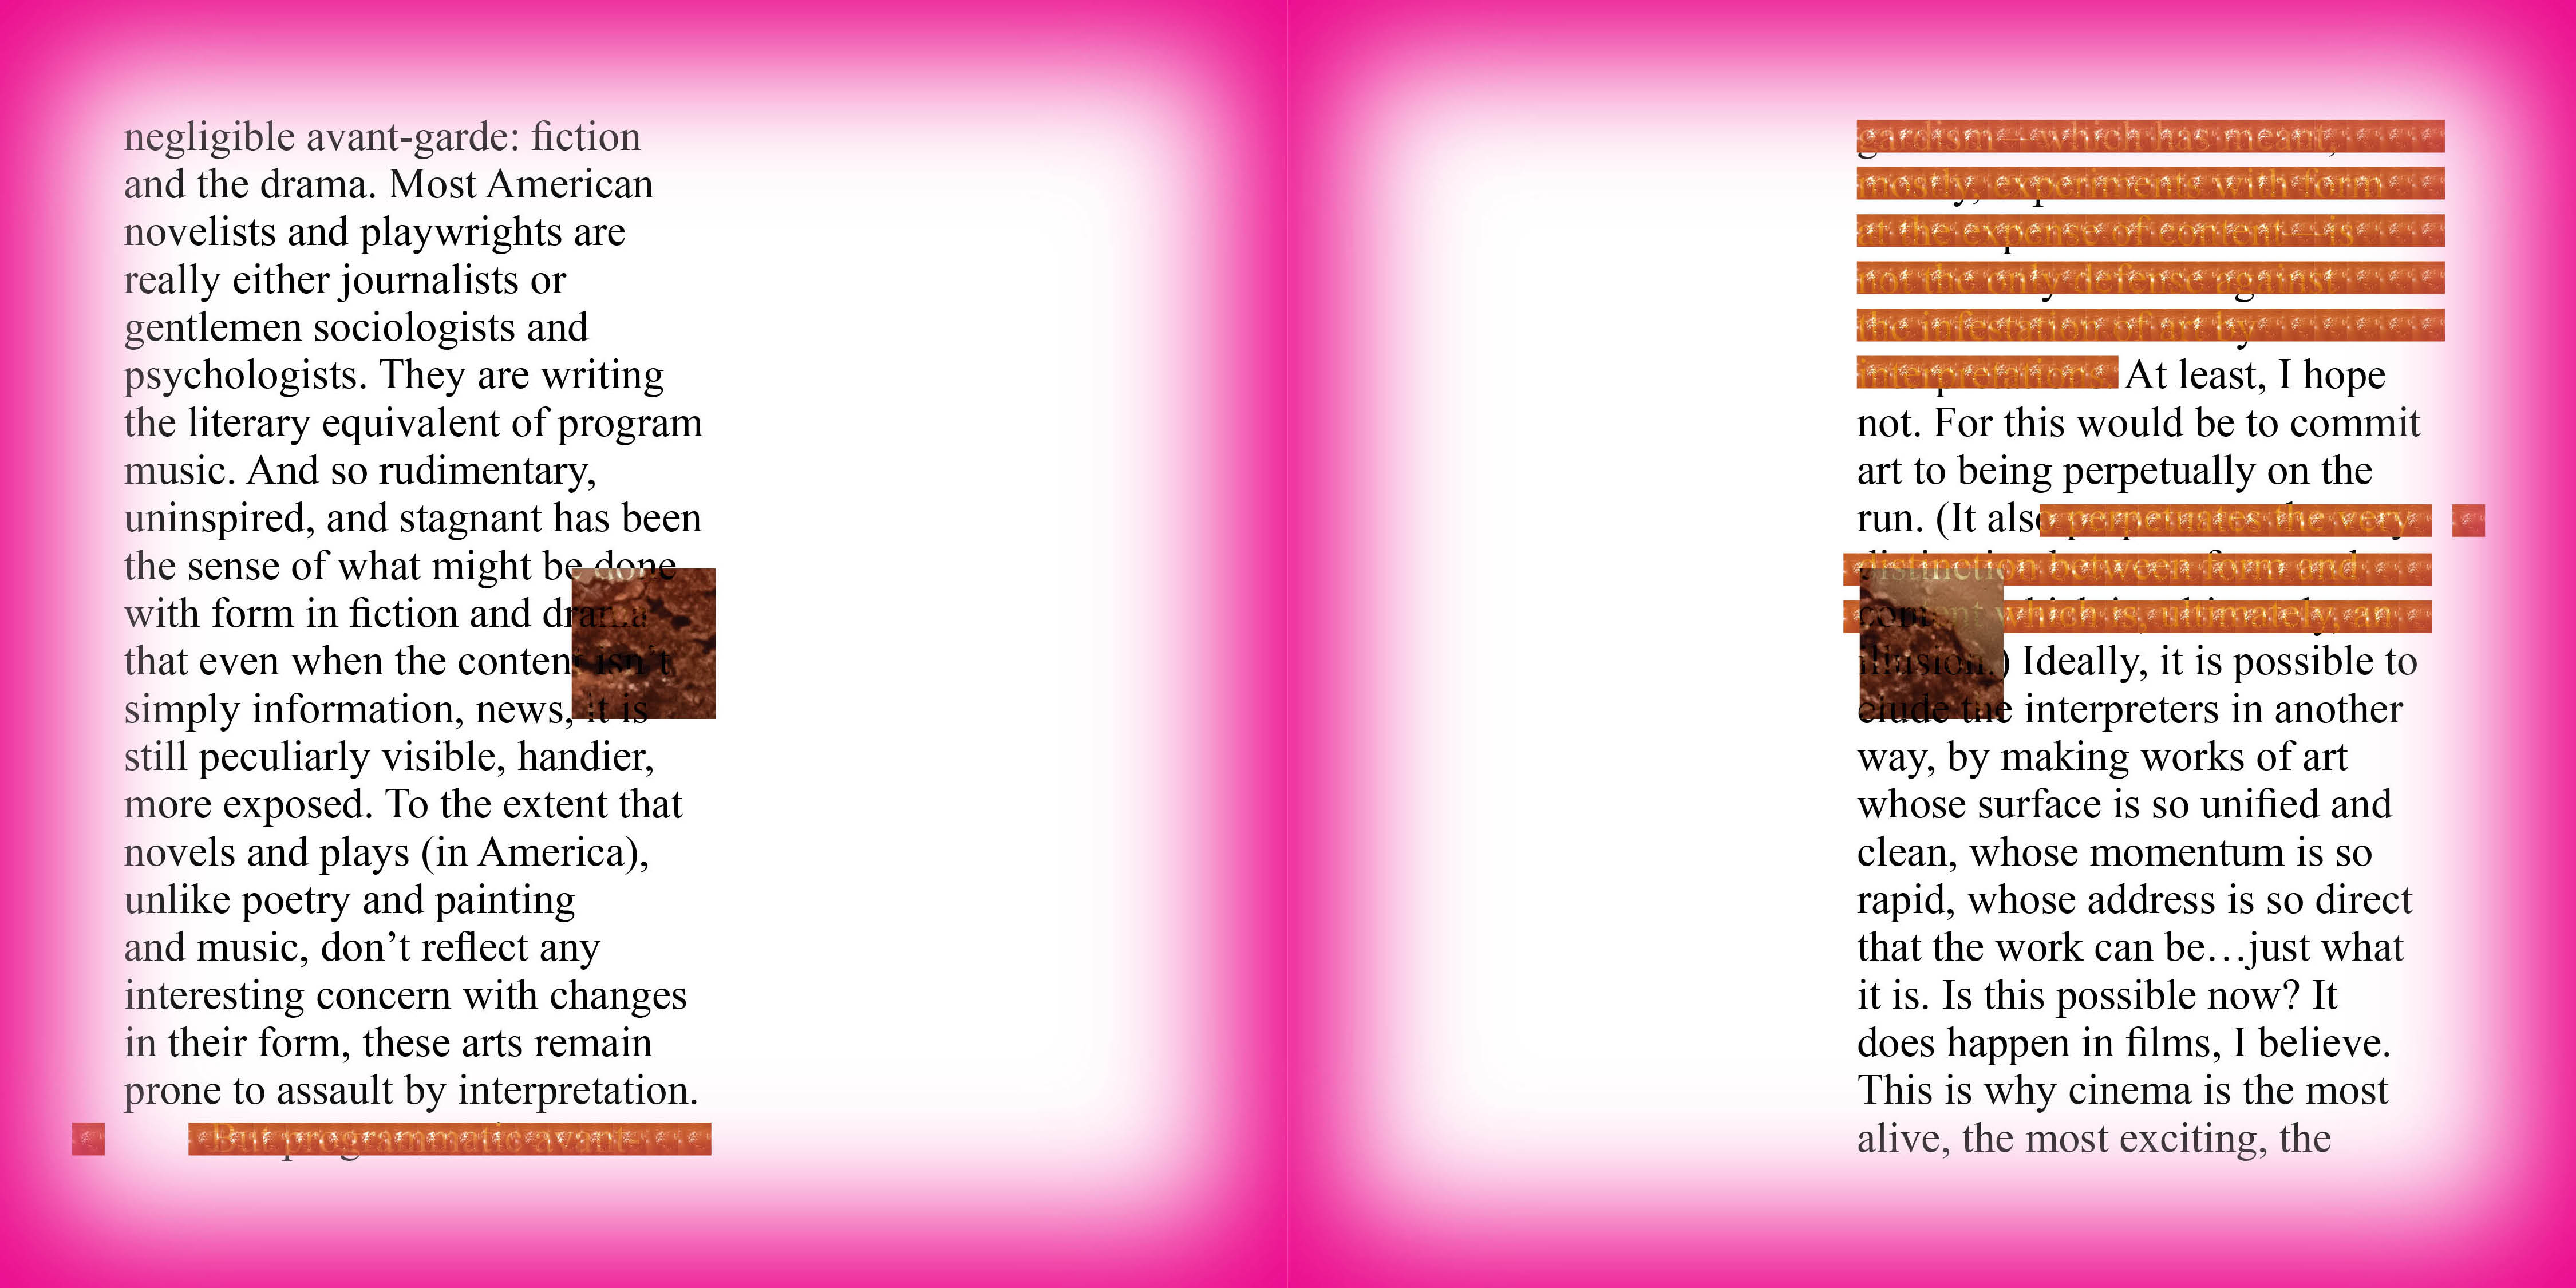 negligible avant-garde: fiction
and the drama. Most American
novelists and playwrights are
really either journalists or
gentlemen sociologists and
psychologists. They are writing
the literary equivalent of program
music. And so rudimentary,
uninspired, and stagnant has been
the sense of what might be done
with form in fiction and drama
that even when the content isn’t
simply information, news, it is
still peculiarly visible, handier,
more exposed. To the extent that
novels and plays (in America),
unlike poetry and painting
and music, don’t reflect any
interesting concern with changes
in their form, these arts remain
prone to assault by interpretation.
But programmatic avant-
gardism—which has meant,
mostly, experiments with form
at the expense of content—is
not the only defense against
the infestation of art by
interpretations. At least, I hope
not. For this would be to commit
art to being perpetually on the
run. (It also perpetuates the very
distinction between form and
content which is, ultimately, an
illusion.) Ideally, it is possible to
elude the interpreters in another
way, by making works of art
whose surface is so unified and
clean, whose momentum is so
rapid, whose address is so direct
that the work can be…just what
it is. Is this possible now? It
does happen in films, I believe.
This is why cinema is the most
alive, the most exciting, the